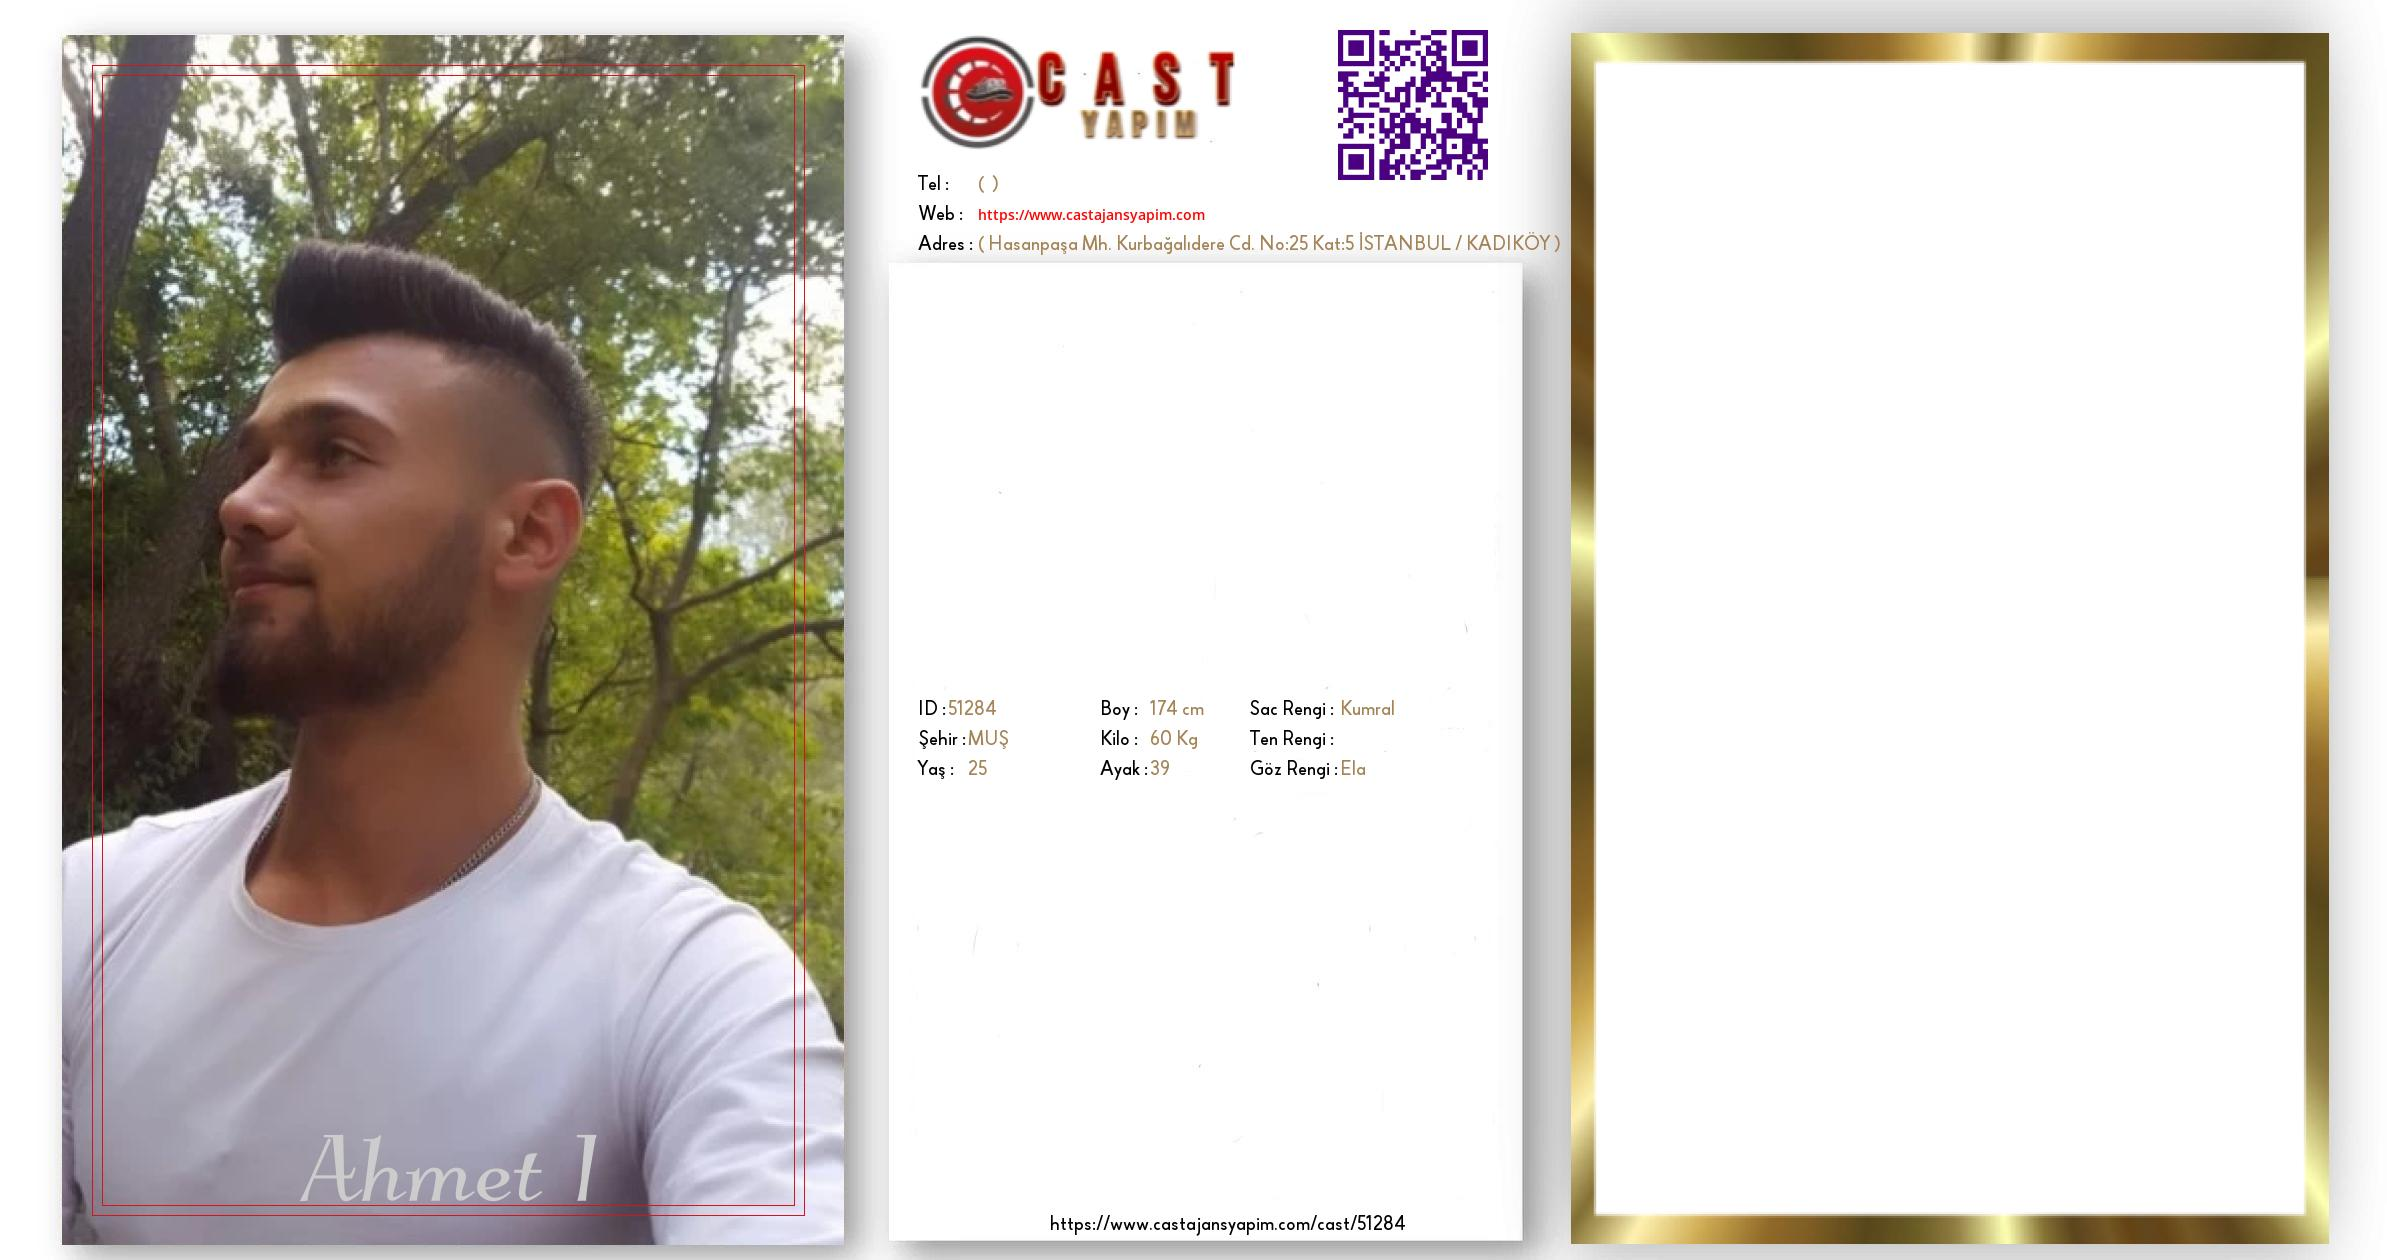 Ahmet I
CAST
YAPIM
Tel : ( )
Web : https://www.castajansyapim.com
Adres : ( Hasanpaşa Mh. Kurbağalıdere Cd. No:25 Kat:5 İSTANBUL / KADIKÖY )
ID : 51284 Boy : 174 cm Sac Rengi : Kumral
Şehir : MUŞ Kilo : 60 Kg Ten Rengi :
Yaş : 25 Ayak : 39 Göz Rengi : Ela
https://www.castajansyapim.com/cast/51284